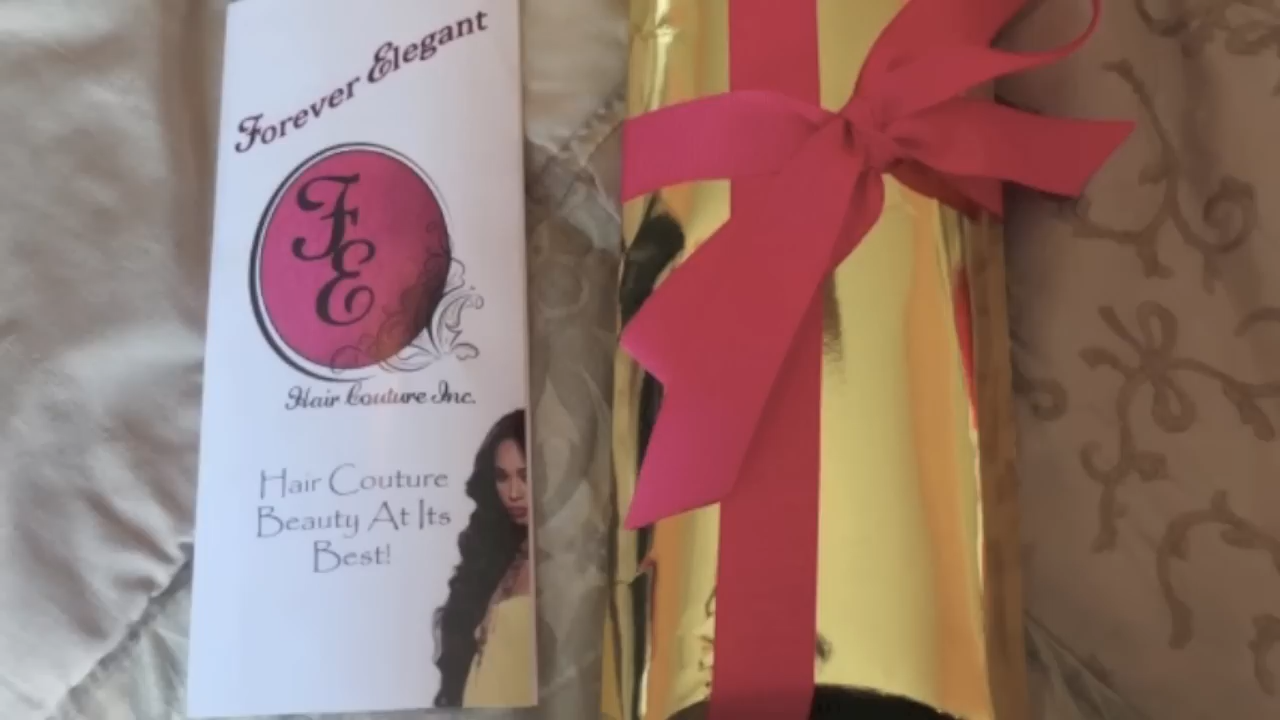 Forever Elegant
FE
Hair Couture Inc.
Hair Couture
Beauty At Its
Best!